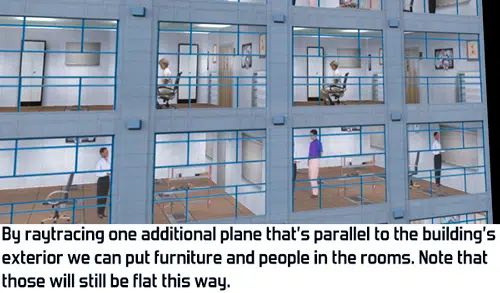 By raytracing one additional plane that's parallel to the building's
exterior we can put furniture and people in the rooms. Note that
those will still be flat this way.